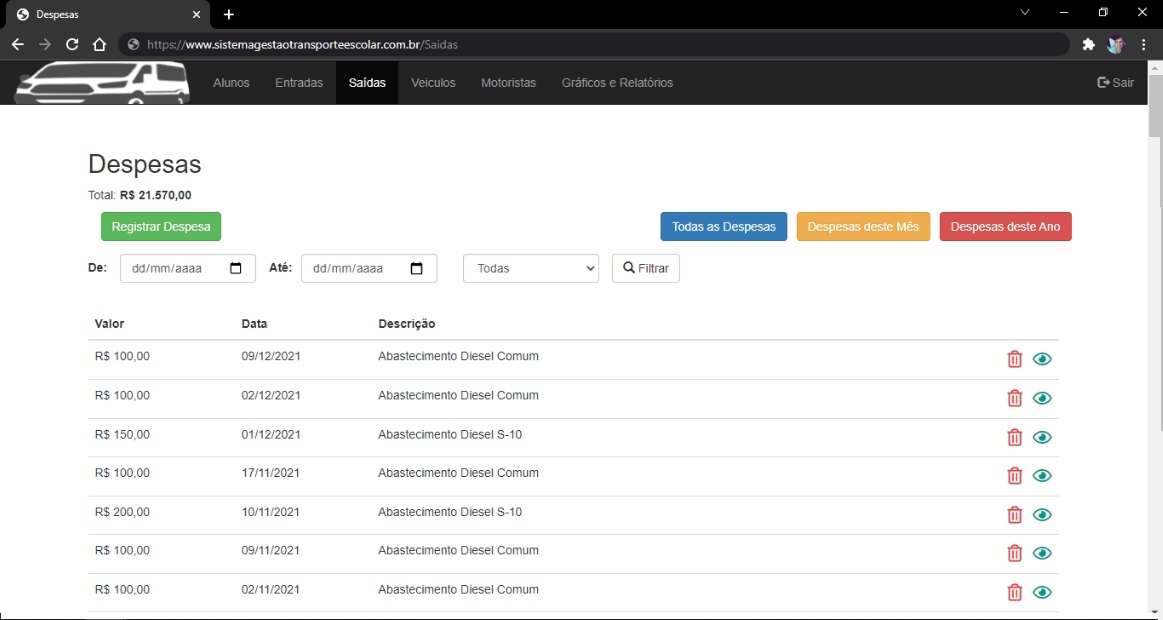 Despesas
https://www.sistemagestaotransporteescolar.com.br/Saidas
Alunos Entradas Saídas Veiculos Motoristas Gráficos e Relatórios Sair
Despesas
Total: R$ 21.570,00
Registrar Despesa Todas as Despesas Despesas deste Mês Despesas deste Ano
De: dd/mm/aaaa Até: dd/mm/aaaa Todas Filtrar
Valor Data Descrição
R$ 100,00 09/12/2021 Abastecimento Diesel Comum
R$ 100,00 02/12/2021 Abastecimento Diesel Comum
R$ 150,00 01/12/2021 Abastecimento Diesel S-10
R$ 100,00 17/11/2021 Abastecimento Diesel Comum
R$ 200,00 10/11/2021 Abastecimento Diesel S-10
R$ 100,00 09/11/2021 Abastecimento Diesel Comum
R$ 100,00 02/11/2021 Abastecimento Diesel Comum